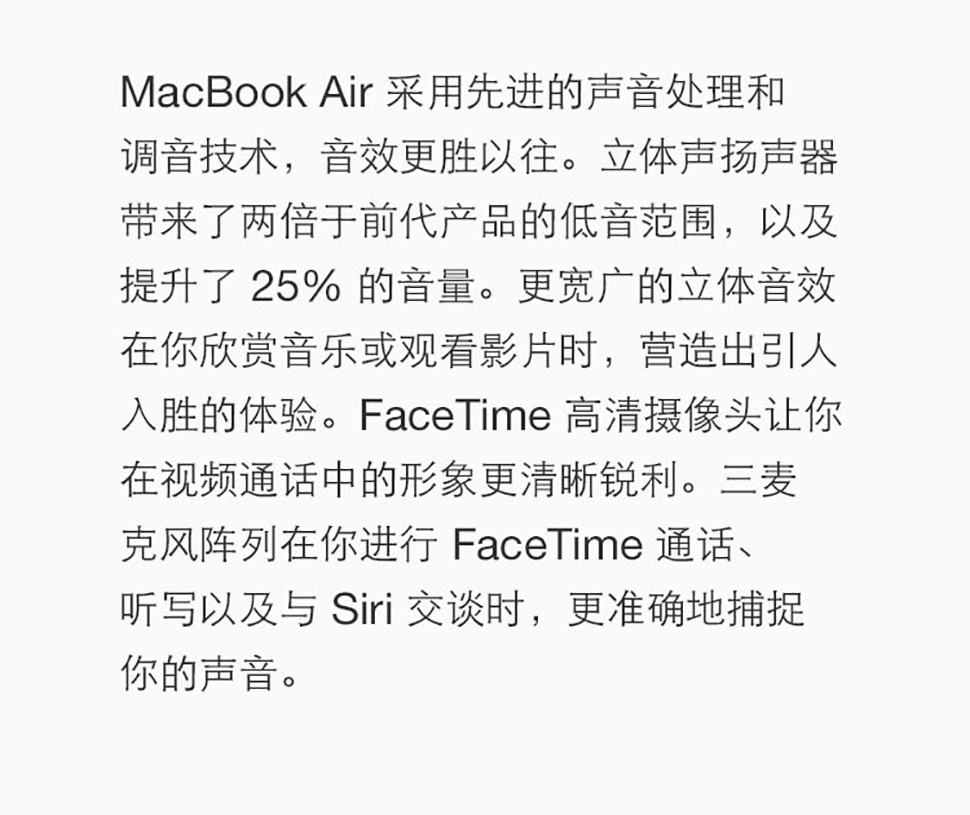 MacBook Air 采用先进的声音处理和
调音技术，音效更胜以往。立体声扬声器
带来了两倍于前代产品的低音范围，以及
提升了 25% 的音量。更宽广的立体音效
在你欣赏音乐或观看影片时，营造出引人
入胜的体验。FaceTime 高清摄像头让你
在视频通话中的形象更清晰锐利。三麦
克风阵列在你进行 FaceTime 通话、
听写以及与 Siri 交谈时，更准确地捕捉
你的声音。